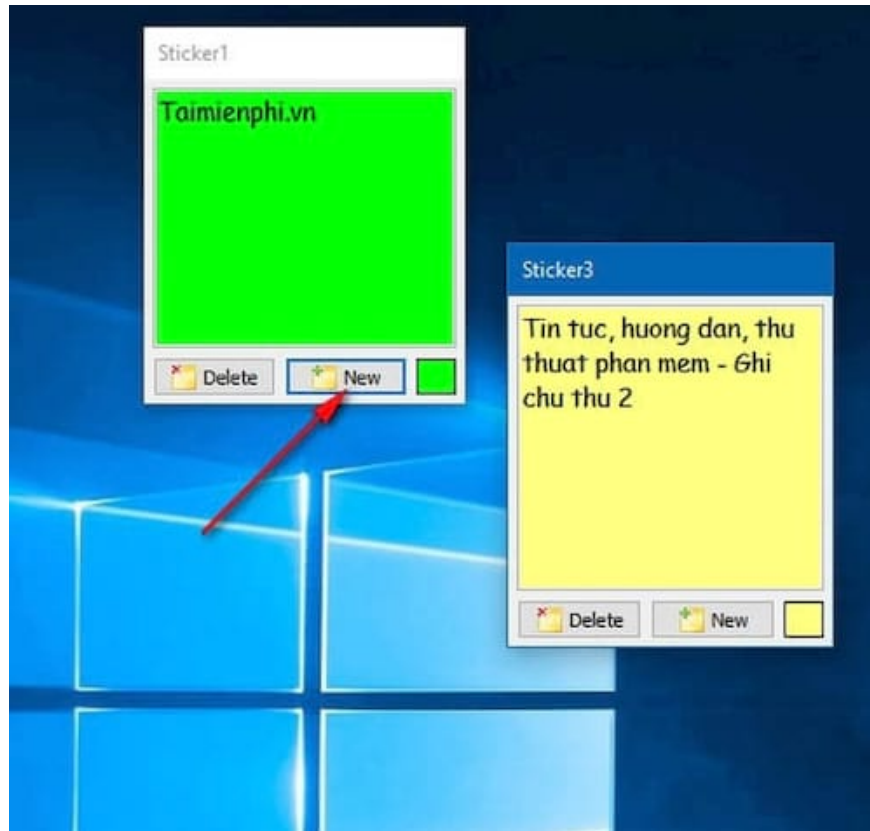 Sticker1
Taimienphi.vn
Delete
New
Sticker3
Tin tuc, huong dan, thu
thuat phan mem - Ghi
chu thu 2
Delete
New